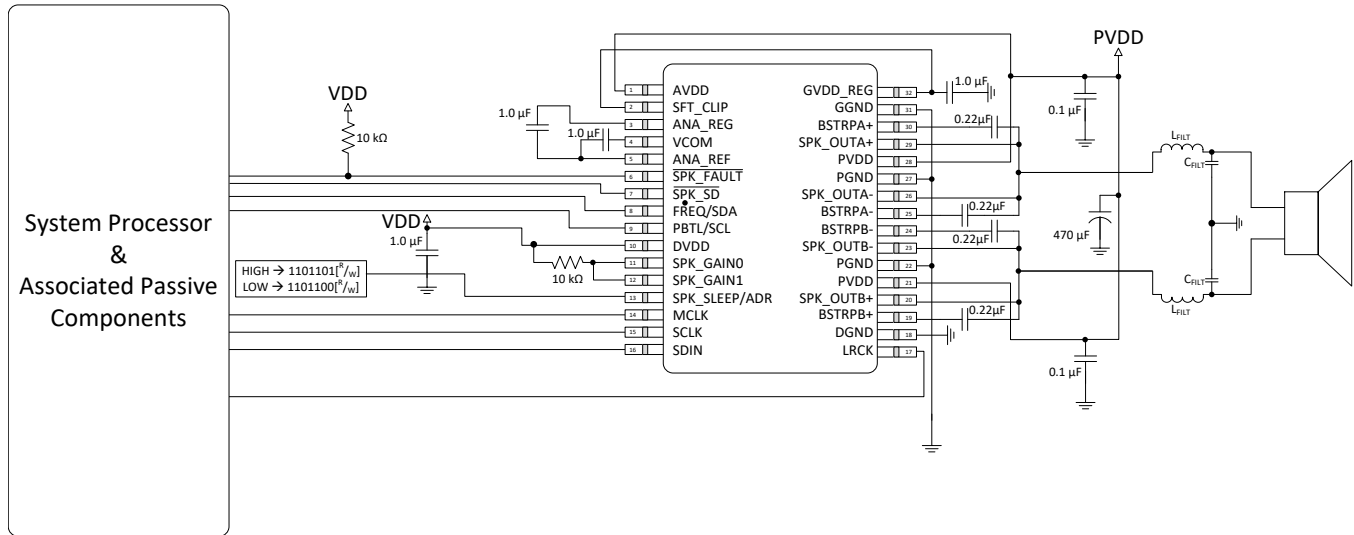 System Processor
&
Associated Passive
Components
VDD
10 kΩ
1.0 µF
1.0 µF
VDD
1.0 µF
10 kΩ
HIGH → 1101101[R/W]
LOW → 1101100[R/W]
1 AVDD
2 SFT_CLIP
3 ANA_REG
4 VCOM
5 ANA_REF
6 SPK_FAULT
7 SPK_SD
8 FREQ/SDA
9 PBTL/SCL
10 DVDD
11 SPK_GAIN0
12 SPK_GAIN1
13 SPK_SLEEP/ADR
14 MCLK
15 SCLK
16 SDIN
GVDD_REG 32
GGND 31
BSTRPA+ 30
SPK_OUTA+ 29
PVDD 28
PGND 27
SPK_OUTA- 26
BSTRPA- 25
BSTRPB- 24
SPK_OUTB- 23
PGND 22
PVDD 21
SPK_OUTB+ 20
BSTRPB+ 19
DGND 18
LRCK 17
1.0 µF
0.22µF
0.22µF
0.22µF
0.22µF
PVDD
0.1 µF
470 µF
0.1 µF
LFILT
CFILT
CFILT
LFILT